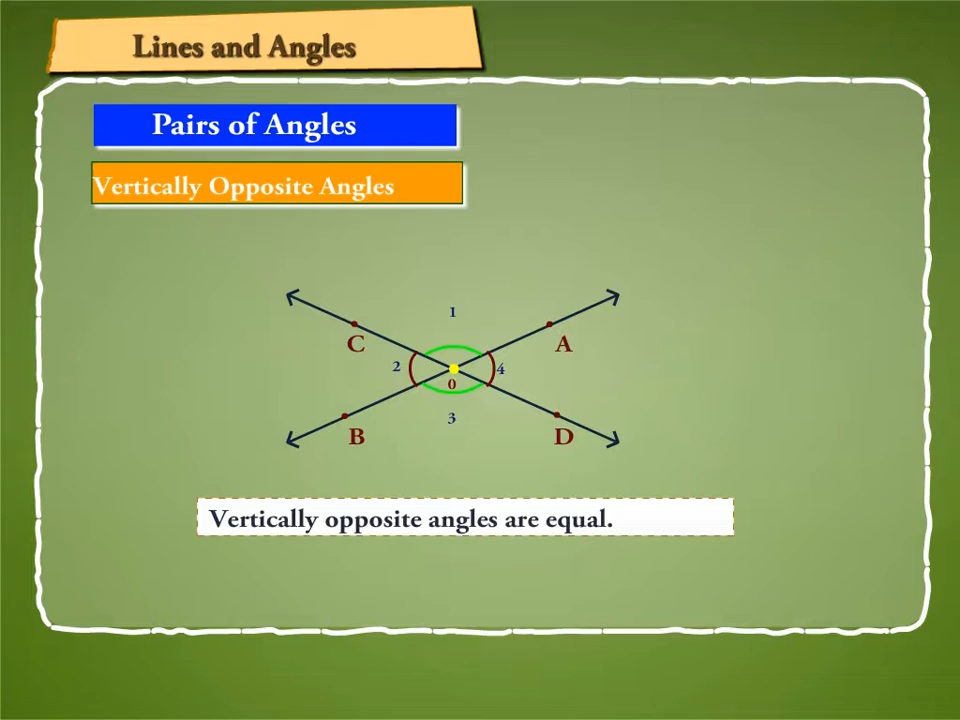 Lines and Angles
Pairs of Angles
Vertically Opposite Angles
1
C
A
2
4
0
3
B
D
Vertically opposite angles are equal.